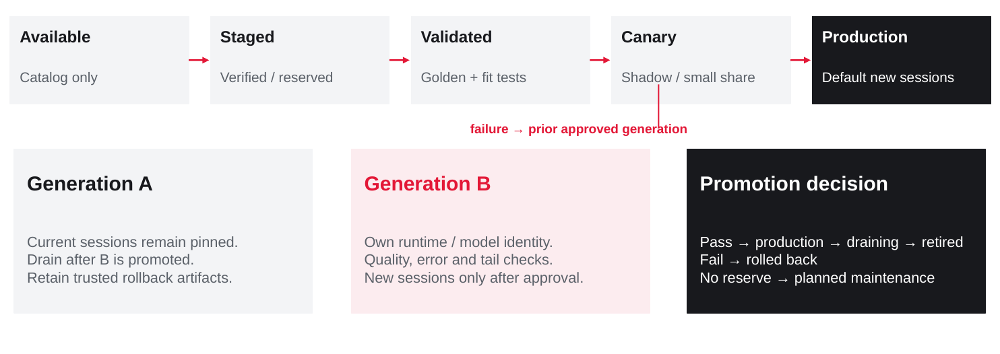 Available
Catalog only
Staged
Verified / reserved
Validated
Golden + fit tests
Canary
Shadow / small share
Production
Default new sessions
failure → prior approved generation
Generation A
Current sessions remain pinned.
Drain after B is promoted.
Retain trusted rollback artifacts.
Generation B
Own runtime / model identity.
Quality, error and tail checks.
New sessions only after approval.
Promotion decision
Pass → production → draining → retired
Fail → rolled back
No reserve → planned maintenance